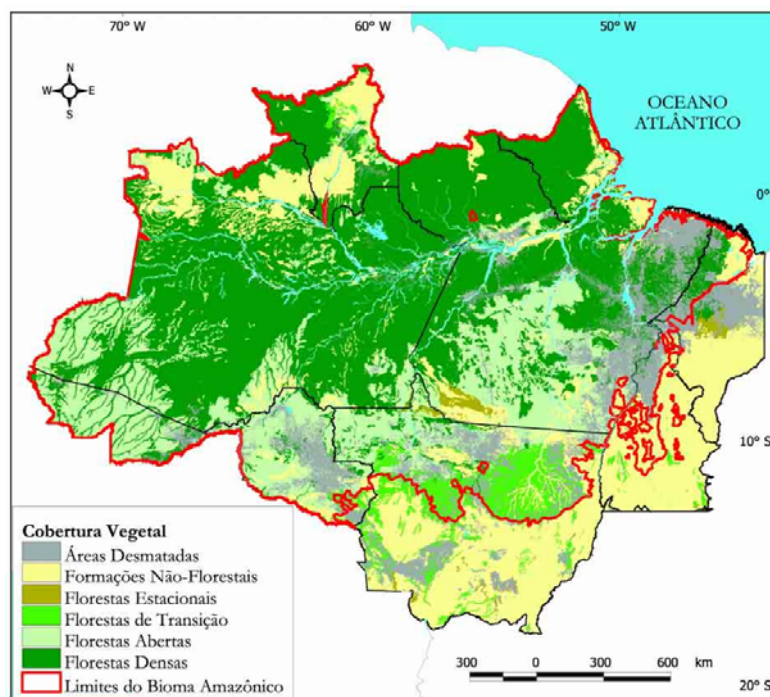 70° W 60° W 50° W
N
W E
S
OCEANO
ATLÂNTICO
0°
10° S
Cobertura Vegetal
Áreas Desmatadas
Formações Não-Florestais
Florestas Estacionais
Florestas de Transição
Florestas Abertas
Florestas Densas
Limites do Bioma Amazônico
300 0 300 600 km
20° S